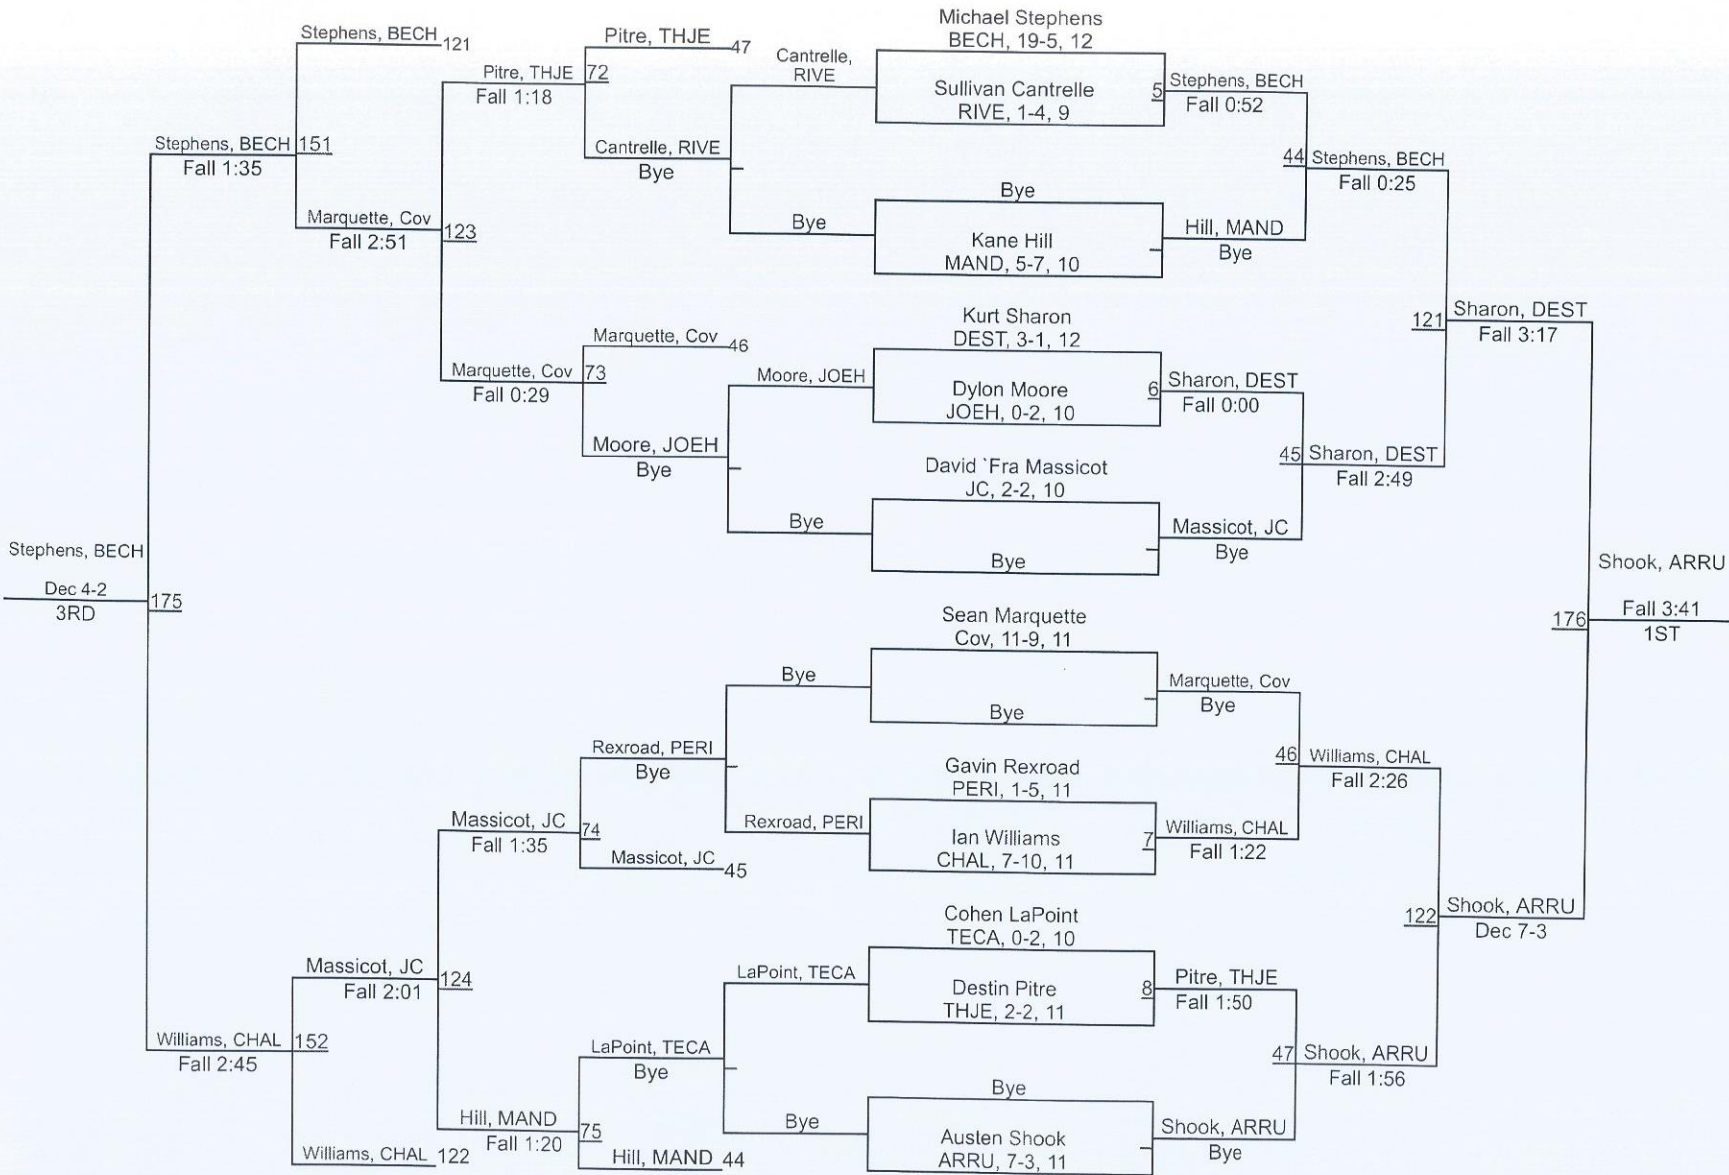 Michael Stephens
BECH, 19-5, 12
Stephens, BECH 121
Pitre, THJE 47
Cantrelle,
RIVE
Pitre, THJE 72
Fall 1:18
Sullivan Cantrelle 5
RIVE, 1-4, 9
Stephens, BECH
Fall 0:52
Stephens, BECH 151
Fall 1:35
Cantrelle, RIVE
Bye
44 Stephens, BECH
Fall 0:25
Bye
Marquette, Cov 123
Fall 2:51
Bye
Kane Hill
MAND, 5-7, 10
Hill, MAND
Bye
Kurt Sharon
DEST, 3-1, 12
121 Sharon, DEST
Fall 3:17
Marquette, Cov 46
Marquette, Cov 73
Fall 0:29
Moore, JOEH
Dylon Moore 6
JOEH, 0-2, 10
Sharon, DEST
Fall 0:00
Moore, JOEH
Bye
David `Fra Massicot
JC, 2-2, 10
45 Sharon, DEST
Fall 2:49
Bye
Bye
Massicot, JC
Bye
Stephens, BECH
Dec 4-2 175
3RD
Shook, ARRU
176 Fall 3:41
1ST
Sean Marquette
Cov, 11-9, 11
Bye
Bye
Marquette, Cov
Bye
Rexroad, PERI
Bye
Gavin Rexroad
PERI, 1-5, 11
46 Williams, CHAL
Fall 2:26
Massicot, JC 74
Fall 1:35
Rexroad, PERI
Ian Williams 7
CHAL, 7-10, 11
Williams, CHAL
Fall 1:22
Massicot, JC 45
Cohen LaPoint
TECA, 0-2, 10
122 Shook, ARRU
Dec 7-3
Massicot, JC 124
Fall 2:01
LaPoint, TECA
Destin Pitre 8
THJE, 2-2, 11
Pitre, THJE
Fall 1:50
Williams, CHAL 152
Fall 2:45
LaPoint, TECA
Bye
47 Shook, ARRU
Fall 1:56
Bye
Hill, MAND 75
Fall 1:20
Bye
Austen Shook
ARRU, 7-3, 11
Shook, ARRU
Bye
Williams, CHAL 122
Hill, MAND 44